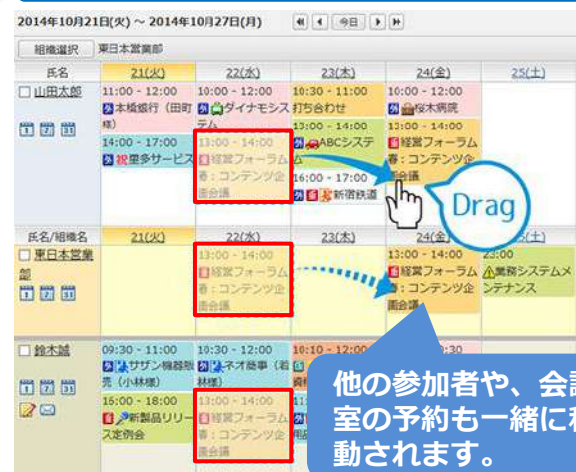 2014年10月21日(火) ～ 2014年10月27日(月) 今日
組織選択 東日本営業部
氏名 21(火) 22(水) 23(木) 24(金) 25(土)
山田太郎
11:00 - 12:00
外 本橋銀行（田町
様）
14:00 - 17:00
外 祝 里多サービス
10:00 - 12:00
外 ダイナモシス
テム
13:00 - 14:00
経営フォーラム
春：コンテンツ企
画会議
10:30 - 11:00
打ち合わせ
13:00 - 14:00
外 ABCシステ
ム
16:00 - 17:00
外 新宿鉄道
10:00 - 12:00
外 桜木病院
13:00 - 14:00
経営フォーラム
春：コンテンツ企
画会議
Drag
氏名/組織名 21(火) 22(水) 23(木) 24(金) 25(土)
東日本営業
部
13:00 - 14:00
経営フォーラム
春：コンテンツ企
画会議
13:00 - 14:00
経営フォーラム
春：コンテンツ企
画会議
23:00
業務システムメ
ンテナンス
鈴木誠
09:30 - 11:00
外 サザン機器販
売（小林様）
16:00 - 18:00
新製品リリー
ス定例会
10:30 - 12:00
外 ネオ商事（若
林様）
13:00 - 14:00
経営フォーラム
春：コンテンツ企
画会議
10:10 - 12:00
:30
他の参加者や、会議
室の予約も一緒に移
動されます。